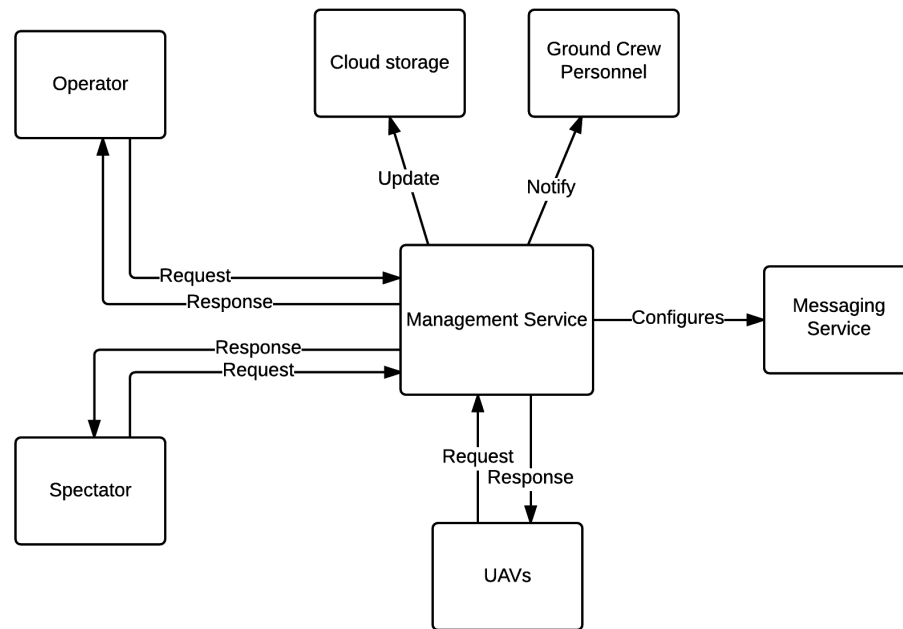 Operator
Cloud storage
Ground Crew
Personnel
Update
Notify
Request
Response
Management Service
Configures
Messaging
Service
Response
Request
Request
Response
Spectator
UAVs